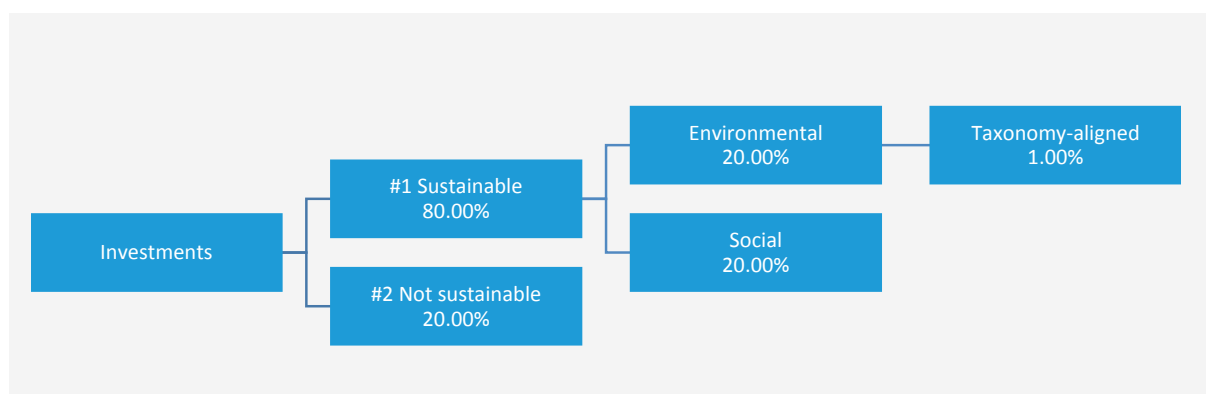 Investments
#1 Sustainable
80.00%
#2 Not sustainable
20.00%
Environmental
20.00%
Social
20.00%
Taxonomy-aligned
1.00%